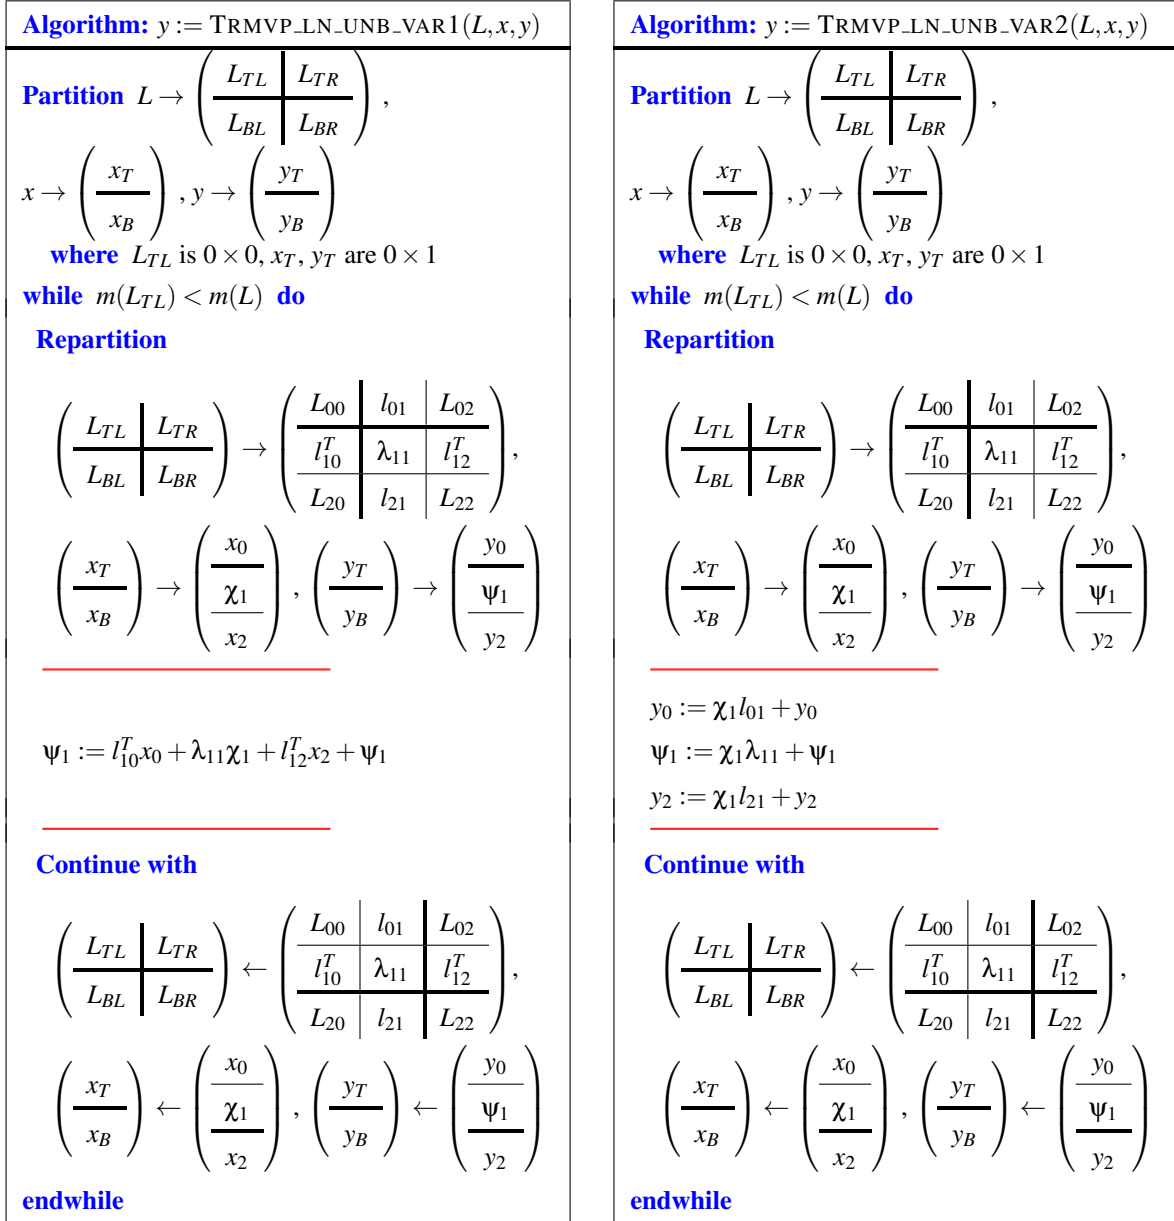 Algorithm: y := TRMVP_LN_UNB_VAR1(L,x,y)
Partition L → ( L_TL | L_TR
L_BL | L_BR ) ,
x → ( x_T
x_B ) , y → ( y_T
y_B )
where L_TL is 0 × 0, x_T, y_T are 0 × 1
while m(L_TL) < m(L) do
Repartition
( L_TL | L_TR
L_BL | L_BR ) → ( L_00 | l_01 | L_02
l_10^T | λ_11 | l_12^T
L_20 | l_21 | L_22 ),
( x_T
x_B ) → ( x_0
χ_1
x_2 ) , ( y_T
y_B ) → ( y_0
ψ_1
y_2 )
ψ_1 := l_10^T x_0 + λ_11 χ_1 + l_12^T x_2 + ψ_1
Continue with
( L_TL | L_TR
L_BL | L_BR ) ← ( L_00 | l_01 | L_02
l_10^T | λ_11 | l_12^T
L_20 | l_21 | L_22 ),
( x_T
x_B ) ← ( x_0
χ_1
x_2 ) , ( y_T
y_B ) ← ( y_0
ψ_1
y_2 )
endwhile
Algorithm: y := TRMVP_LN_UNB_VAR2(L,x,y)
Partition L → ( L_TL | L_TR
L_BL | L_BR ) ,
x → ( x_T
x_B ) , y → ( y_T
y_B )
where L_TL is 0 × 0, x_T, y_T are 0 × 1
while m(L_TL) < m(L) do
Repartition
( L_TL | L_TR
L_BL | L_BR ) → ( L_00 | l_01 | L_02
l_10^T | λ_11 | l_12^T
L_20 | l_21 | L_22 ),
( x_T
x_B ) → ( x_0
χ_1
x_2 ) , ( y_T
y_B ) → ( y_0
ψ_1
y_2 )
y_0 := χ_1 l_01 + y_0
ψ_1 := χ_1 λ_11 + ψ_1
y_2 := χ_1 l_21 + y_2
Continue with
( L_TL | L_TR
L_BL | L_BR ) ← ( L_00 | l_01 | L_02
l_10^T | λ_11 | l_12^T
L_20 | l_21 | L_22 ),
( x_T
x_B ) ← ( x_0
χ_1
x_2 ) , ( y_T
y_B ) ← ( y_0
ψ_1
y_2 )
endwhile